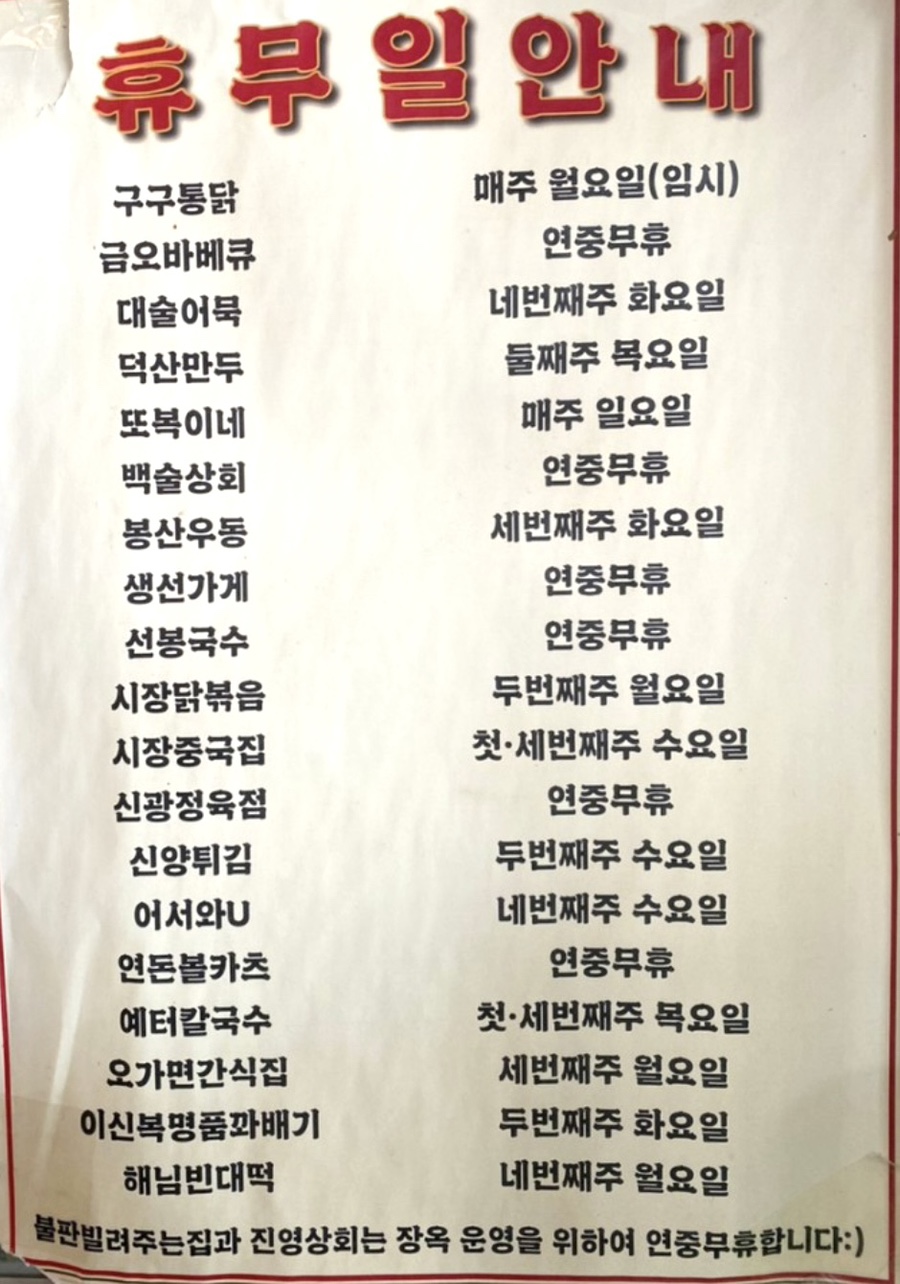 휴무일안내
구구통닭 매주 월요일(임시)
금오바베큐 연중무휴
대술어묵 네번째주 화요일
덕산만두 둘째주 목요일
또복이네 매주 일요일
백술상회 연중무휴
봉산우동 세번째주 화요일
생선가게 연중무휴
선봉국수 연중무휴
시장닭볶음 두번째주 월요일
시장중국집 첫·세번째주 수요일
신광정육점 연중무휴
신양튀김 두번째주 수요일
어서와U 네번째주 수요일
연돈볼카츠 연중무휴
예터칼국수 첫·세번째주 목요일
오가면간식집 세번째주 월요일
이신복명품꽈배기 두번째주 화요일
해님빈대떡 네번째주 월요일
불판빌려주는집과 진영상회는 장옥 운영을 위하여 연중무휴합니다:)